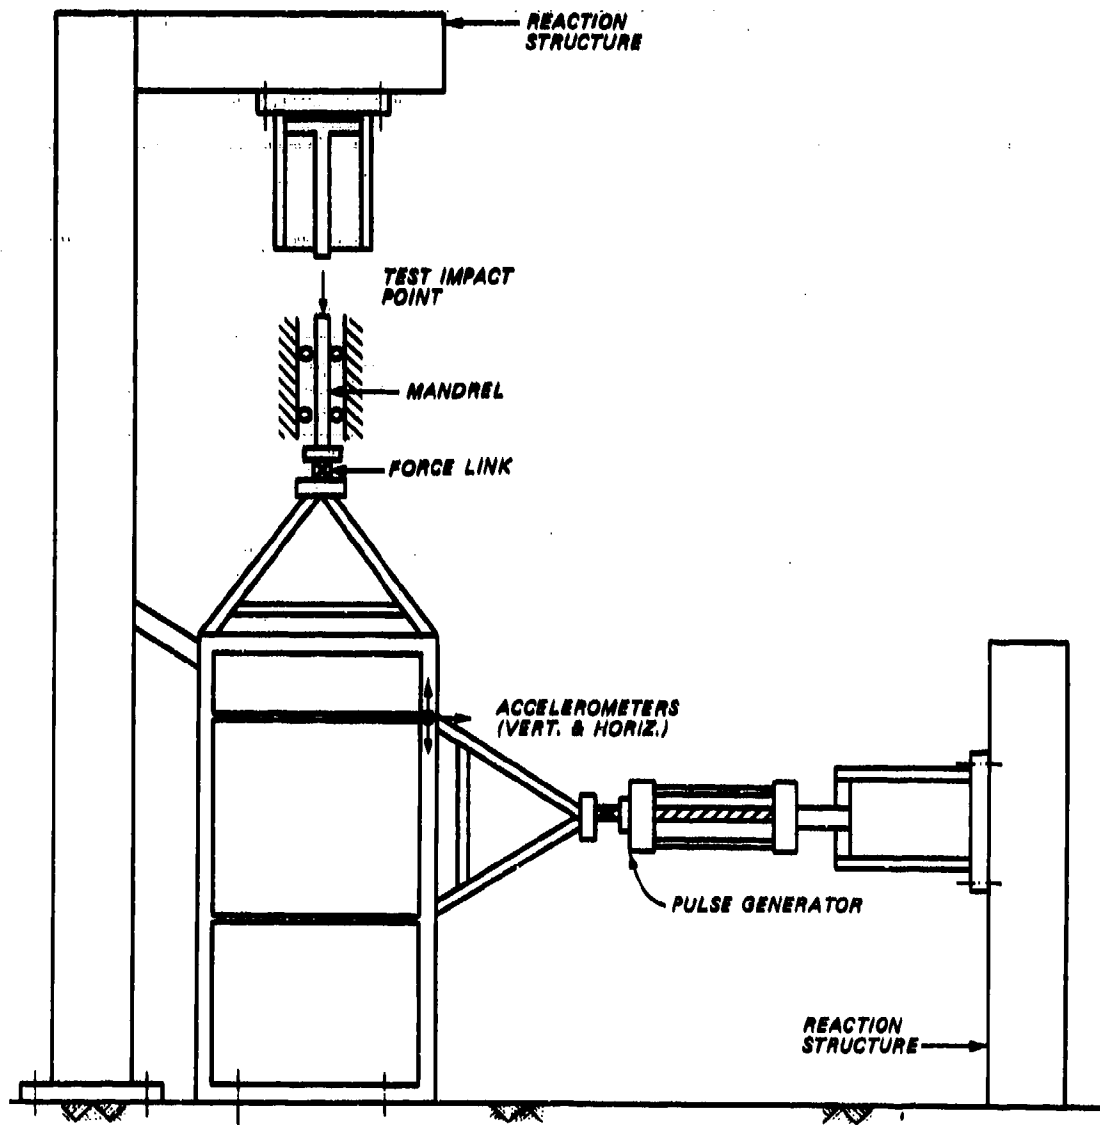 REACTION
STRUCTURE
TEST IMPACT
POINT
MANDREL
FORCE LINK
ACCELEROMETERS
(VERT. & HORIZ.)
PULSE GENERATOR
REACTION
STRUCTURE